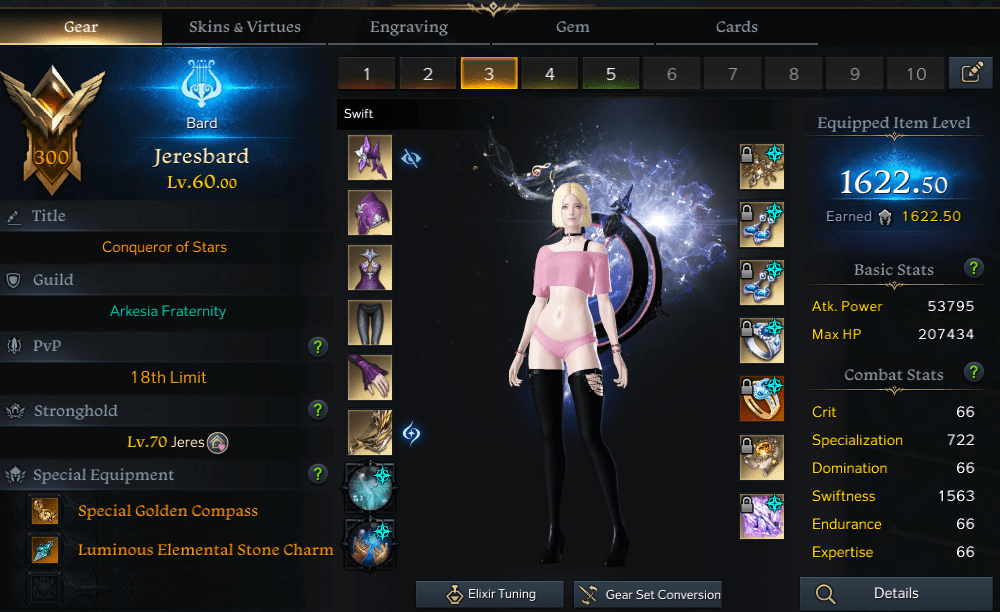 Gear
Skins & Virtues
Engraving
Gem
Cards
300
Bard
Jeresbard
Lv.60.00
Title
Conqueror of Stars
Guild
Arkesia Fraternity
PvP
?
18th Limit
Stronghold
?
Lv.70 Jeres
Special Equipment
?
Special Golden Compass
Luminous Elemental Stone Charm
1
2
3
4
5
6
7
8
9
10
Swift
Elixir Tuning
Gear Set Conversion
Equipped Item Level
1622.50
Earned 1622.50
Basic Stats
?
Atk. Power 53795
Max HP 207434
Combat Stats
?
Crit 66
Specialization 722
Domination 66
Swiftness 1563
Endurance 66
Expertise 66
Details